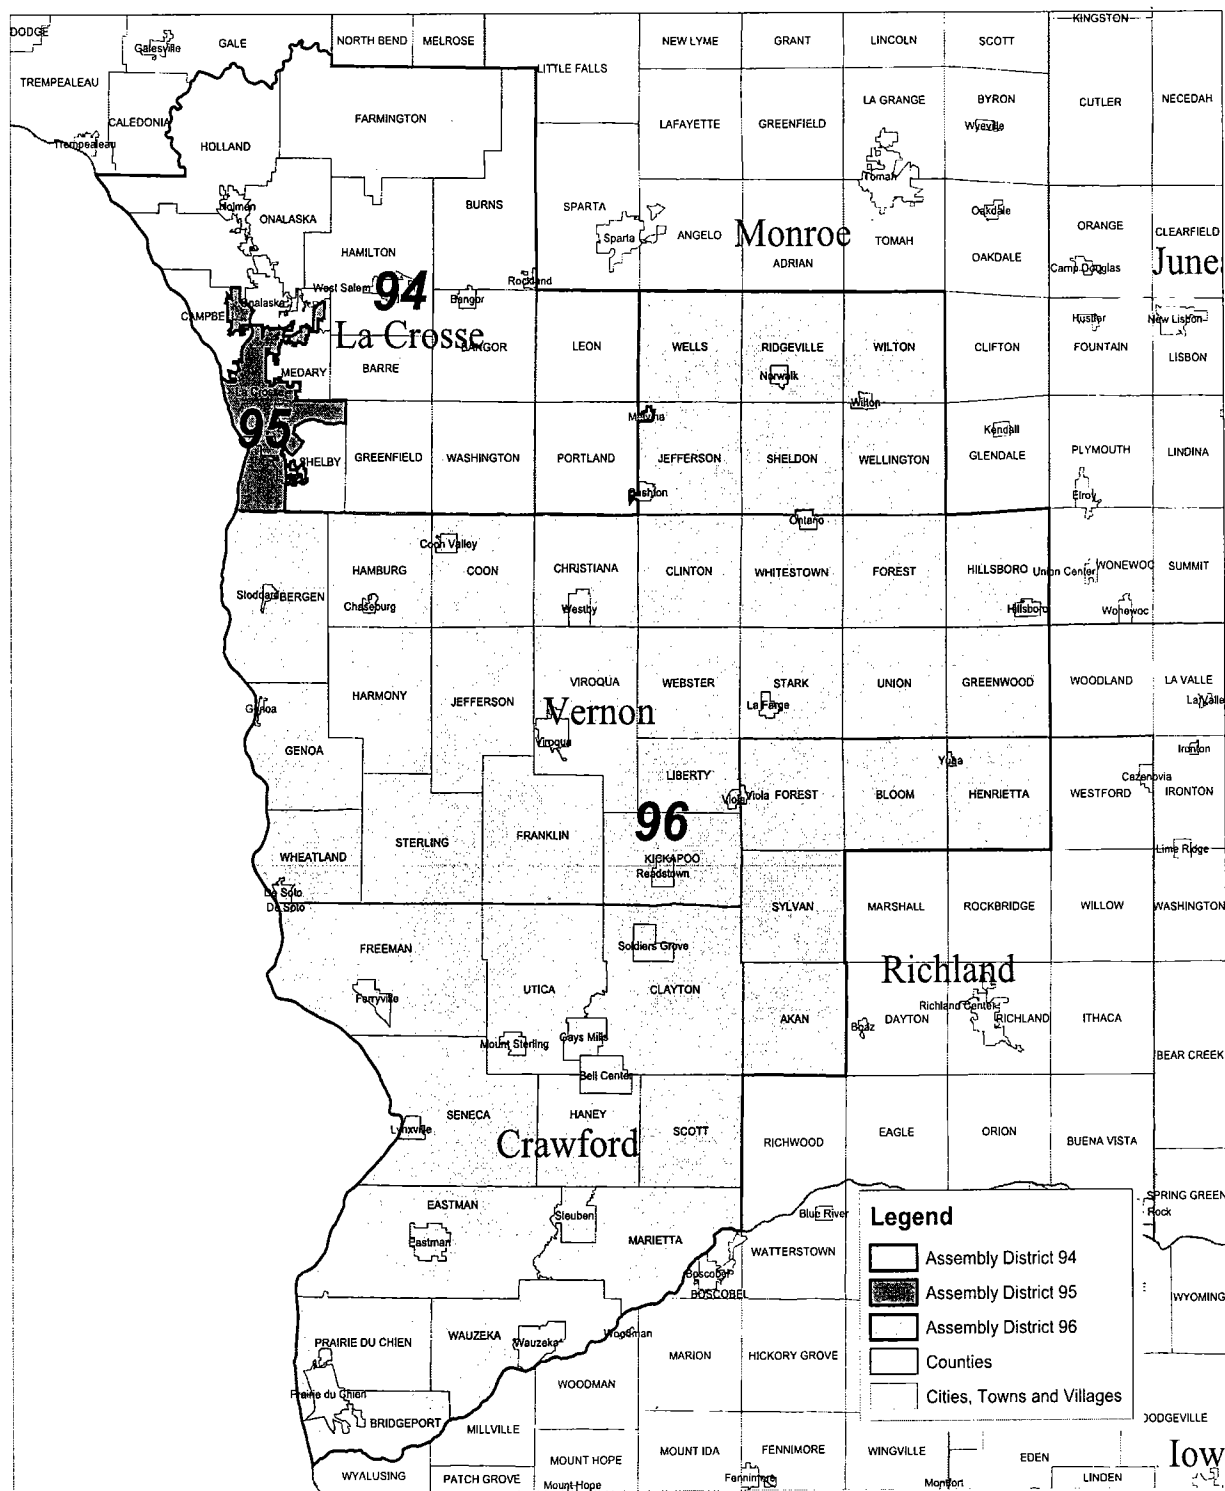 KINGSTON
DODGE
Galesville
GALE
NORTH BEND
MELROSE
NEW LYME
GRANT
LINCOLN
SCOTT
TREMPEALEAU
LITTLE FALLS
LA GRANGE
BYRON
CUTLER
NECEDAH
CALEDONIA
FARMINGTON
LAFAYETTE
GREENFIELD
Wyeville
Trempealeau
HOLLAND
Tomah
Holmen
ONALASKA
BURNS
SPARTA
Sparta
ANGELO
Monroe
ADRIAN
TOMAH
Oakdale
OAKDALE
ORANGE
CLEARFIELD
HAMILTON
Camp Douglas
June
West Salem
94
Rockland
Onalaska
Bangor
CAMPBE
La Crosse
BANGOR
LEON
WELLS
RIDGEVILLE
WILTON
CLIFTON
Hustler
FOUNTAIN
New Lisbon
LISBON
MEDARY
BARRE
Norwalk
La Crosse
Wilton
Melvina
95
Kendall
SHELBY
GREENFIELD
WASHINGTON
PORTLAND
JEFFERSON
SHELDON
WELLINGTON
GLENDALE
PLYMOUTH
LINDINA
Cashton
Elroy
Ontario
Coon Valley
HAMBURG
COON
CHRISTIANA
CLINTON
WHITESTOWN
FOREST
HILLSBORO
Union Center
WONEWOC
SUMMIT
Stoddard
BERGEN
Chaseburg
Westby
Hillsboro
Wonewoc
HARMONY
JEFFERSON
VIROQUA
WEBSTER
STARK
UNION
GREENWOOD
WOODLAND
LA VALLE
Genoa
Vernon
La Farge
La Valle
GENOA
Viroqua
Yuba
Ironton
LIBERTY
Cazenovia
Viola
Viola
FOREST
BLOOM
HENRIETTA
WESTFORD
IRONTON
96
STERLING
FRANKLIN
WHEATLAND
KICKAPOO
Readstown
Lime Ridge
De Soto
De Soto
SYLVAN
MARSHALL
ROCKBRIDGE
WILLOW
WASHINGTON
FREEMAN
Soldiers Grove
Richland
Ferryville
UTICA
CLAYTON
Richland Center
AKAN
Boaz
DAYTON
RICHLAND
ITHACA
Mount Sterling
Gays Mills
BEAR CREEK
Bell Center
SENECA
HANEY
Lynxville
Crawford
SCOTT
RICHWOOD
EAGLE
ORION
BUENA VISTA
EASTMAN
SPRING GREEN
Rock
Steuben
Blue River
Eastman
MARIETTA
WATTERSTOWN
Boscobel
BOSCOBEL
WYOMING
Legend
Assembly District 94
Assembly District 95
Assembly District 96
Counties
Cities, Towns and Villages
PRAIRIE DU CHIEN
WAUZEKA
Wauzeka
Woodman
MARION
HICKORY GROVE
WOODMAN
Prairie du Chien
BRIDGEPORT
MILLVILLE
DODGEVILLE
MOUNT HOPE
MOUNT IDA
FENNIMORE
WINGVILLE
EDEN
Iow
WYALUSING
PATCH GROVE
Mount Hope
Fennimore
Montfort
LINDEN